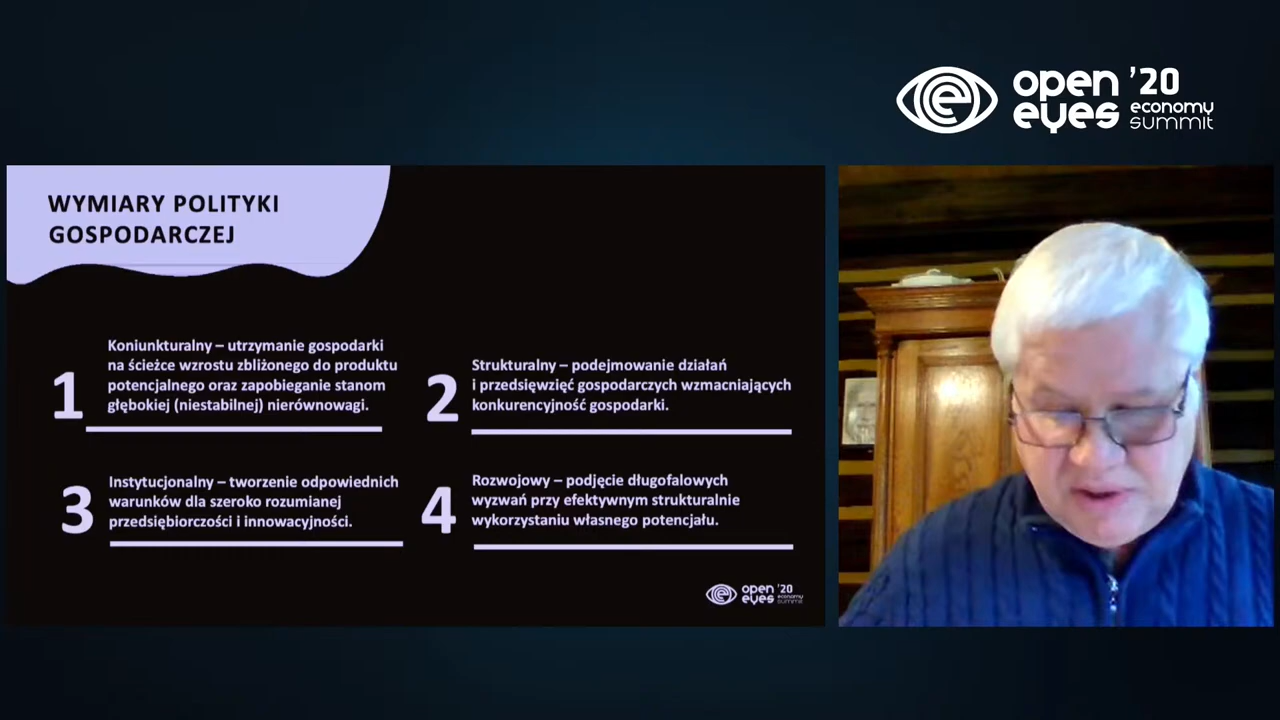 open '20
eyes economy
summit
WYMIARY POLITYKI
GOSPODARCZEJ
1
Koniunkturalny – utrzymanie gospodarki
na ścieżce wzrostu zbliżonego do produktu
potencjalnego oraz zapobieganie stanom
głębokiej (niestabilnej) nierównowagi.
2
Strukturalny – podejmowanie działań
i przedsięwzięć gospodarczych wzmacniających
konkurencyjność gospodarki.
3
Instytucjonalny – tworzenie odpowiednich
warunków dla szeroko rozumianej
przedsiębiorczości i innowacyjności.
4
Rozwojowy – podjęcie długofalowych
wyzwań przy efektywnym strukturalnie
wykorzystaniu własnego potencjału.
open '20
eyes economy
summit